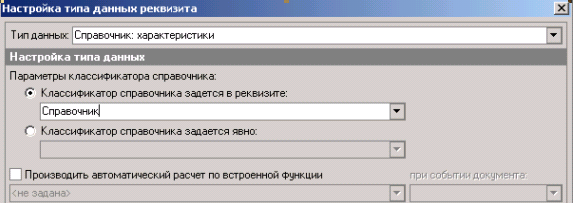 Настройка типа данных реквизита
Тип данных: Справочник: характеристики
Настройка типа данных
Параметры классификатора справочника:
Классификатор справочника задется в реквизите:
Справочник
Классификатор справочника задается явно:
Производить автоматический расчет по встроенной функции
при событии документа:
<не задана>